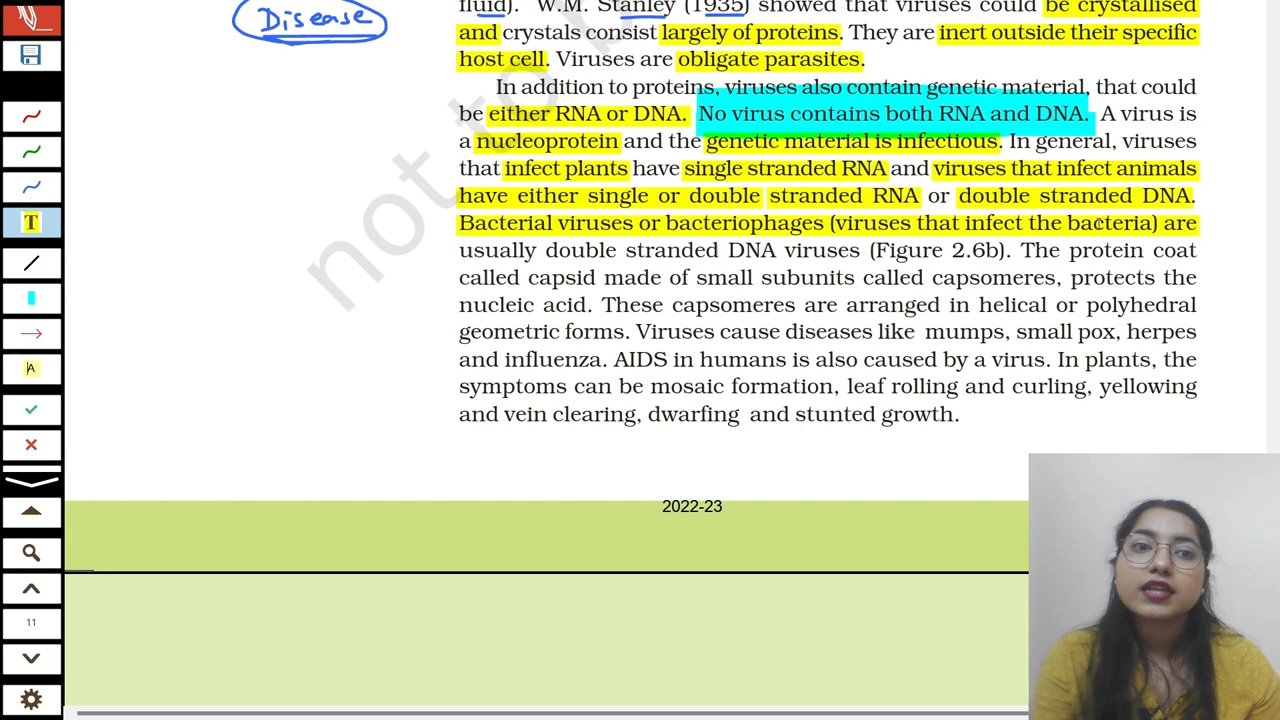 fluid). W.M. Stanley (1935) showed that viruses could be crystallised
Disease
and crystals consist largely of proteins. They are inert outside their specific
host cell. Viruses are obligate parasites.
In addition to proteins, viruses also contain genetic material, that could
be either RNA or DNA. No virus contains both RNA and DNA. A virus is
a nucleoprotein and the genetic material is infectious. In general, viruses
that infect plants have single stranded RNA and viruses that infect animals
have either single or double stranded RNA or double stranded DNA.
Bacterial viruses or bacteriophages (viruses that infect the bacteria) are
usually double stranded DNA viruses (Figure 2.6b). The protein coat
called capsid made of small subunits called capsomeres, protects the
nucleic acid. These capsomeres are arranged in helical or polyhedral
geometric forms. Viruses cause diseases like mumps, small pox, herpes
and influenza. AIDS in humans is also caused by a virus. In plants, the
symptoms can be mosaic formation, leaf rolling and curling, yellowing
and vein clearing, dwarfing and stunted growth.
not to b
2022-23
T
A
11